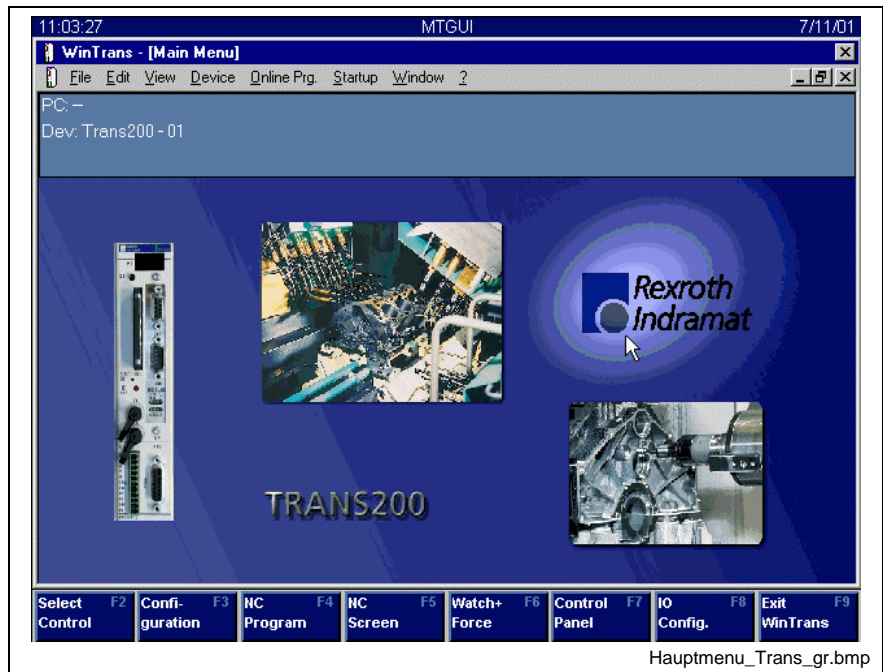 11:03:27 MTGUI 7/11/01
WinTrans - [Main Menu]
File Edit View Device Online Prg. Startup Window ?
PC: –
Dev: Trans200 - 01
Rexroth
Indramat
TRANS200
Select F2 Confi- F3 NC F4 NC F5 Watch+ F6 Control F7 IO F8 Exit F9
Control guration Program Screen Force Panel Config. WinTrans
Hauptmenu_Trans_gr.bmp